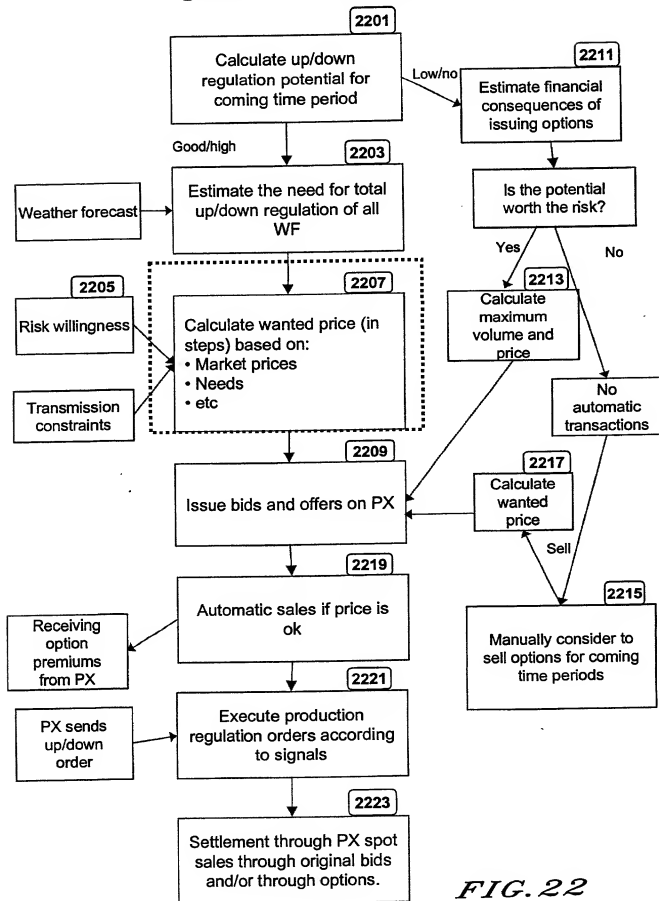 2201
Calculate up/down
regulation potential for
coming time period
Low/no
2211
Estimate financial
consequences of
issuing options
Good/high
2203
Estimate the need for total
up/down regulation of all
WF
Weather forecast
Is the potential
worth the risk?
Yes
No
2205
Risk willingness
2207
Calculate wanted price (in
steps) based on:
• Market prices
• Needs
• etc
Transmission
constraints
2213
Calculate
maximum
volume and
price
No
automatic
transactions
2209
Issue bids and offers on PX
2217
Calculate
wanted
price
Sell
2219
Automatic sales if price is
ok
2215
Manually consider to
sell options for coming
time periods
Receiving
option
premiums
from PX
2221
Execute production
regulation orders according
to signals
PX sends
up/down
order
2223
Settlement through PX spot
sales through original bids
and/or through options.
FIG. 22